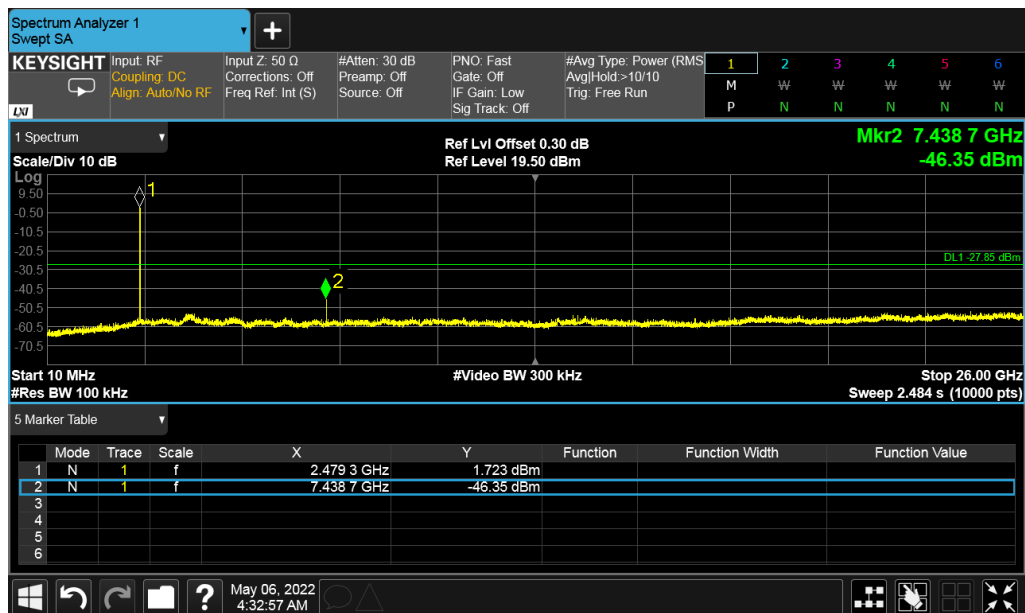 Spectrum Analyzer 1
Swept SA
+
KEYSIGHT
LXI
Input: RF
Coupling: DC
Align: Auto/No RF
Input Z: 50 Ω
Corrections: Off
Freq Ref: Int (S)
#Atten: 30 dB
Preamp: Off
Source: Off
PNO: Fast
Gate: Off
IF Gain: Low
Sig Track: Off
#Avg Type: Power (RMS
Avg|Hold:>10/10
Trig: Free Run
1 2 3 4 5 6
M W W W W W
P N N N N N
1 Spectrum
Scale/Div 10 dB
Ref Lvl Offset 0.30 dB
Ref Level 19.50 dBm
Mkr2 7.438 7 GHz
-46.35 dBm
Log
9.50
-0.50
-10.5
-20.5
-30.5
-40.5
-50.5
-60.5
-70.5
1
2
DL1 -27.85 dBm
Start 10 MHz
#Res BW 100 kHz
#Video BW 300 kHz
Stop 26.00 GHz
Sweep 2.484 s (10000 pts)
5 Marker Table
Mode Trace Scale X Y Function Function Width Function Value
1 N 1 f 2.479 3 GHz 1.723 dBm
2 N 1 f 7.438 7 GHz -46.35 dBm
3
4
5
6
?
May 06, 2022
4:32:57 AM